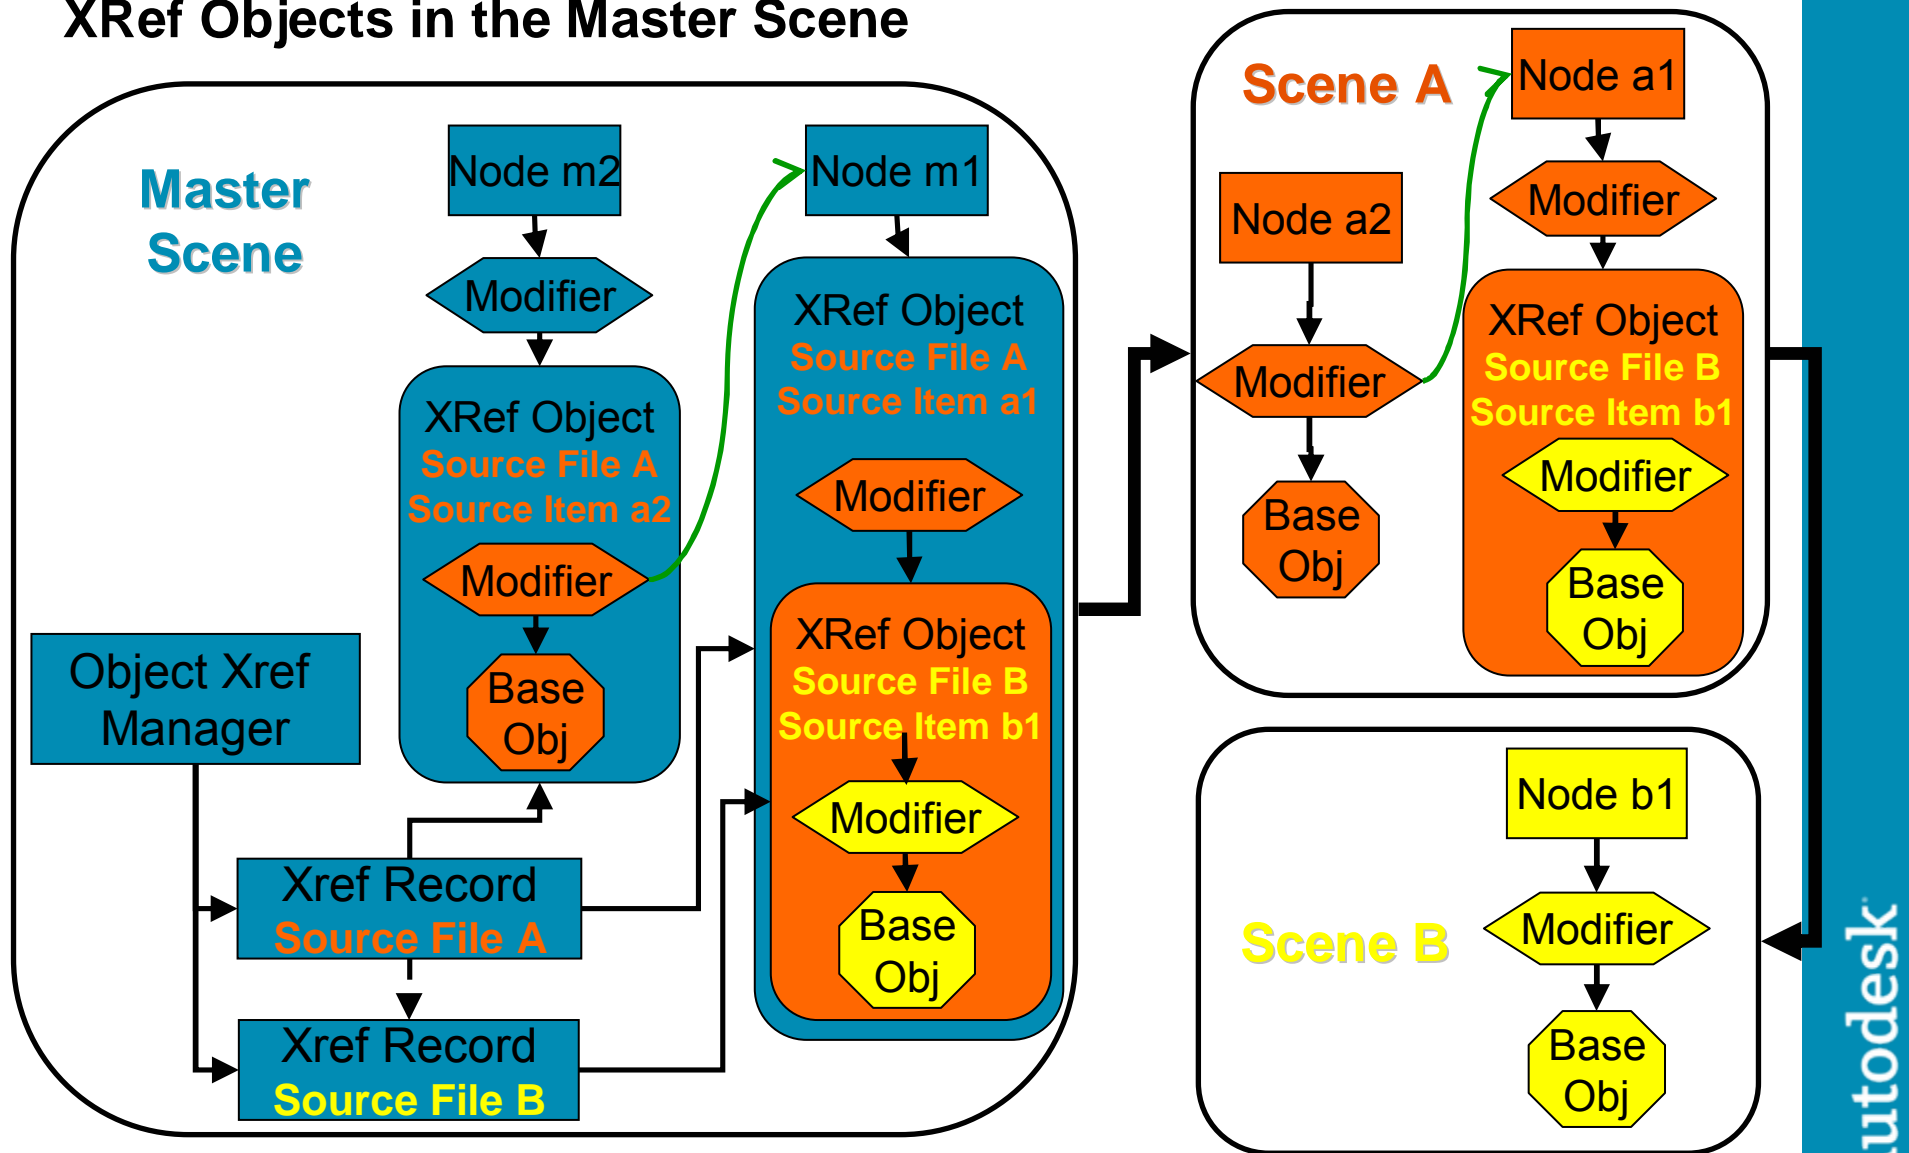 XRef Objects in the Master Scene
Master
Scene
Node m2
Modifier
XRef Object
Source File A
Source Item a2
Modifier
Base
Obj
Node m1
XRef Object
Source File A
Source Item a1
Modifier
XRef Object
Source File B
Source Item b1
Modifier
Base
Obj
Object Xref
Manager
Xref Record
Source File A
Xref Record
Source File B
Scene A
Node a2
Modifier
Base
Obj
Node a1
Modifier
XRef Object
Source File B
Source Item b1
Modifier
Base
Obj
Scene B
Node b1
Modifier
Base
Obj
autodesk